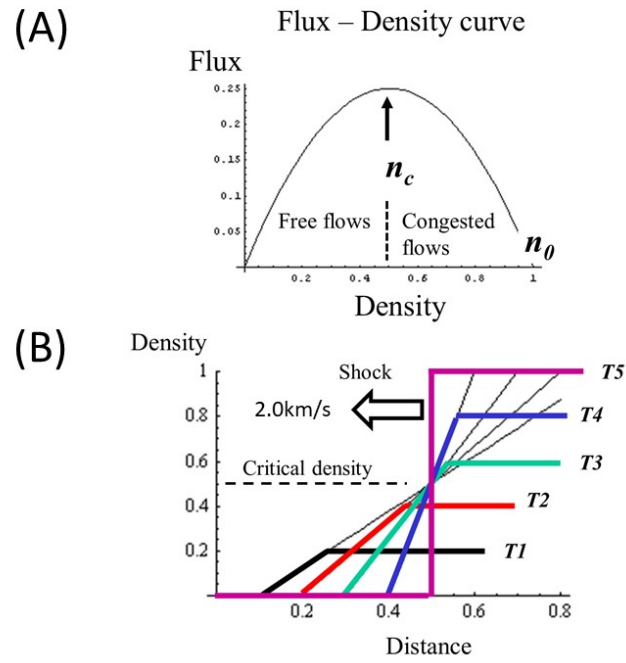 (A)
Flux – Density curve
Flux
0.25
0.2
0.15
0.1
0.05
n_c
Free flows
Congested
flows
n_0
0.2 0.4 0.6 0.8 1
Density
(B)
Density
1
0.8
0.6
0.4
0.2
Shock
2.0km/s
Critical density
T5
T4
T3
T2
T1
0.2 0.4 0.6 0.8
Distance